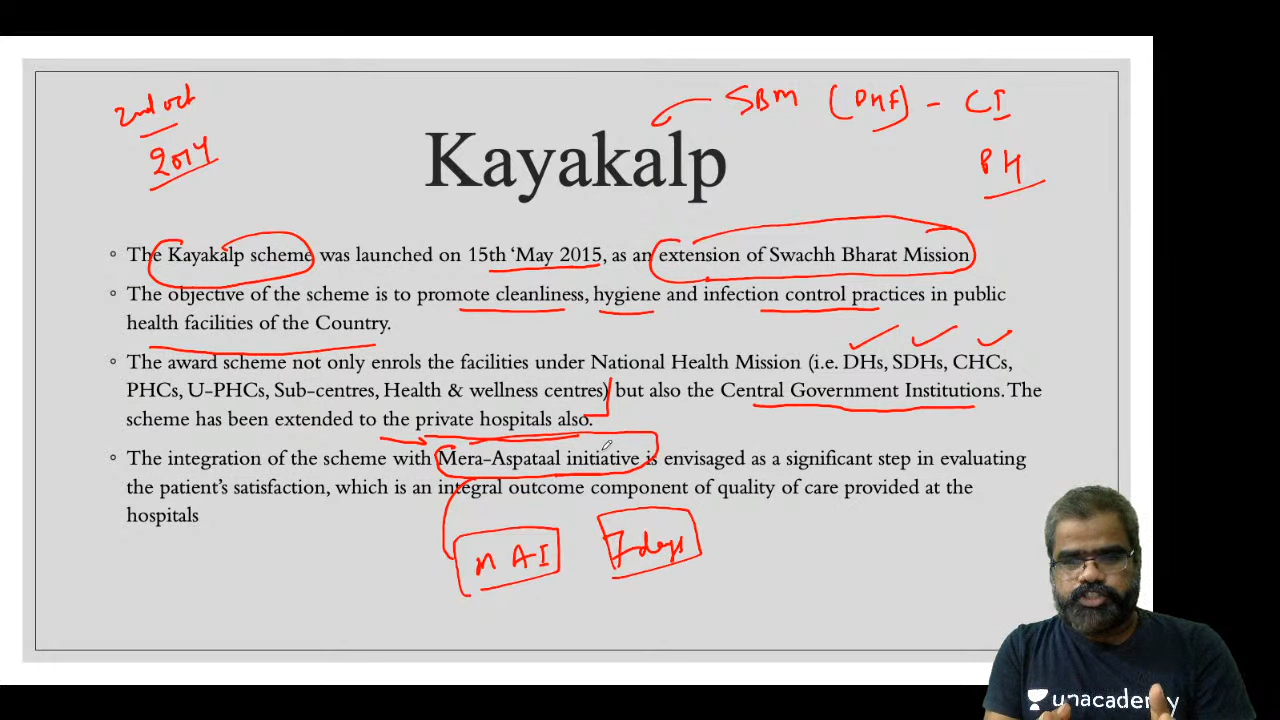 2nd oct
2014
SBM (PHF) - CI
PH
Kayakalp
◦ The Kayakalp scheme was launched on 15th ‘May 2015, as an extension of Swachh Bharat Mission
◦ The objective of the scheme is to promote cleanliness, hygiene and infection control practices in public
health facilities of the Country.
◦ The award scheme not only enrols the facilities under National Health Mission (i.e. DHs, SDHs, CHCs,
PHCs, U-PHCs, Sub-centres, Health & wellness centres) but also the Central Government Institutions. The
scheme has been extended to the private hospitals also.
◦ The integration of the scheme with Mera-Aspataal initiative is envisaged as a significant step in evaluating
the patient’s satisfaction, which is an integral outcome component of quality of care provided at the
hospitals
M A-I
7 days
unacademy